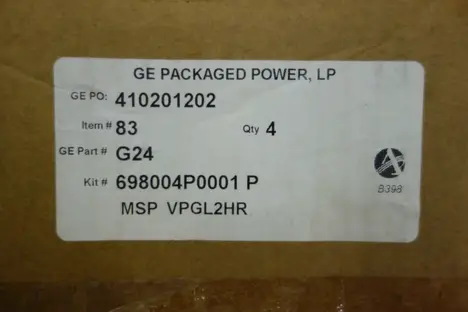 GE PACKAGED POWER, LP
GE PO: 410201202
Item # 83 Qty 4
GE Part # G24
Kit # 698004P0001 P
MSP VPGL2HR
B398